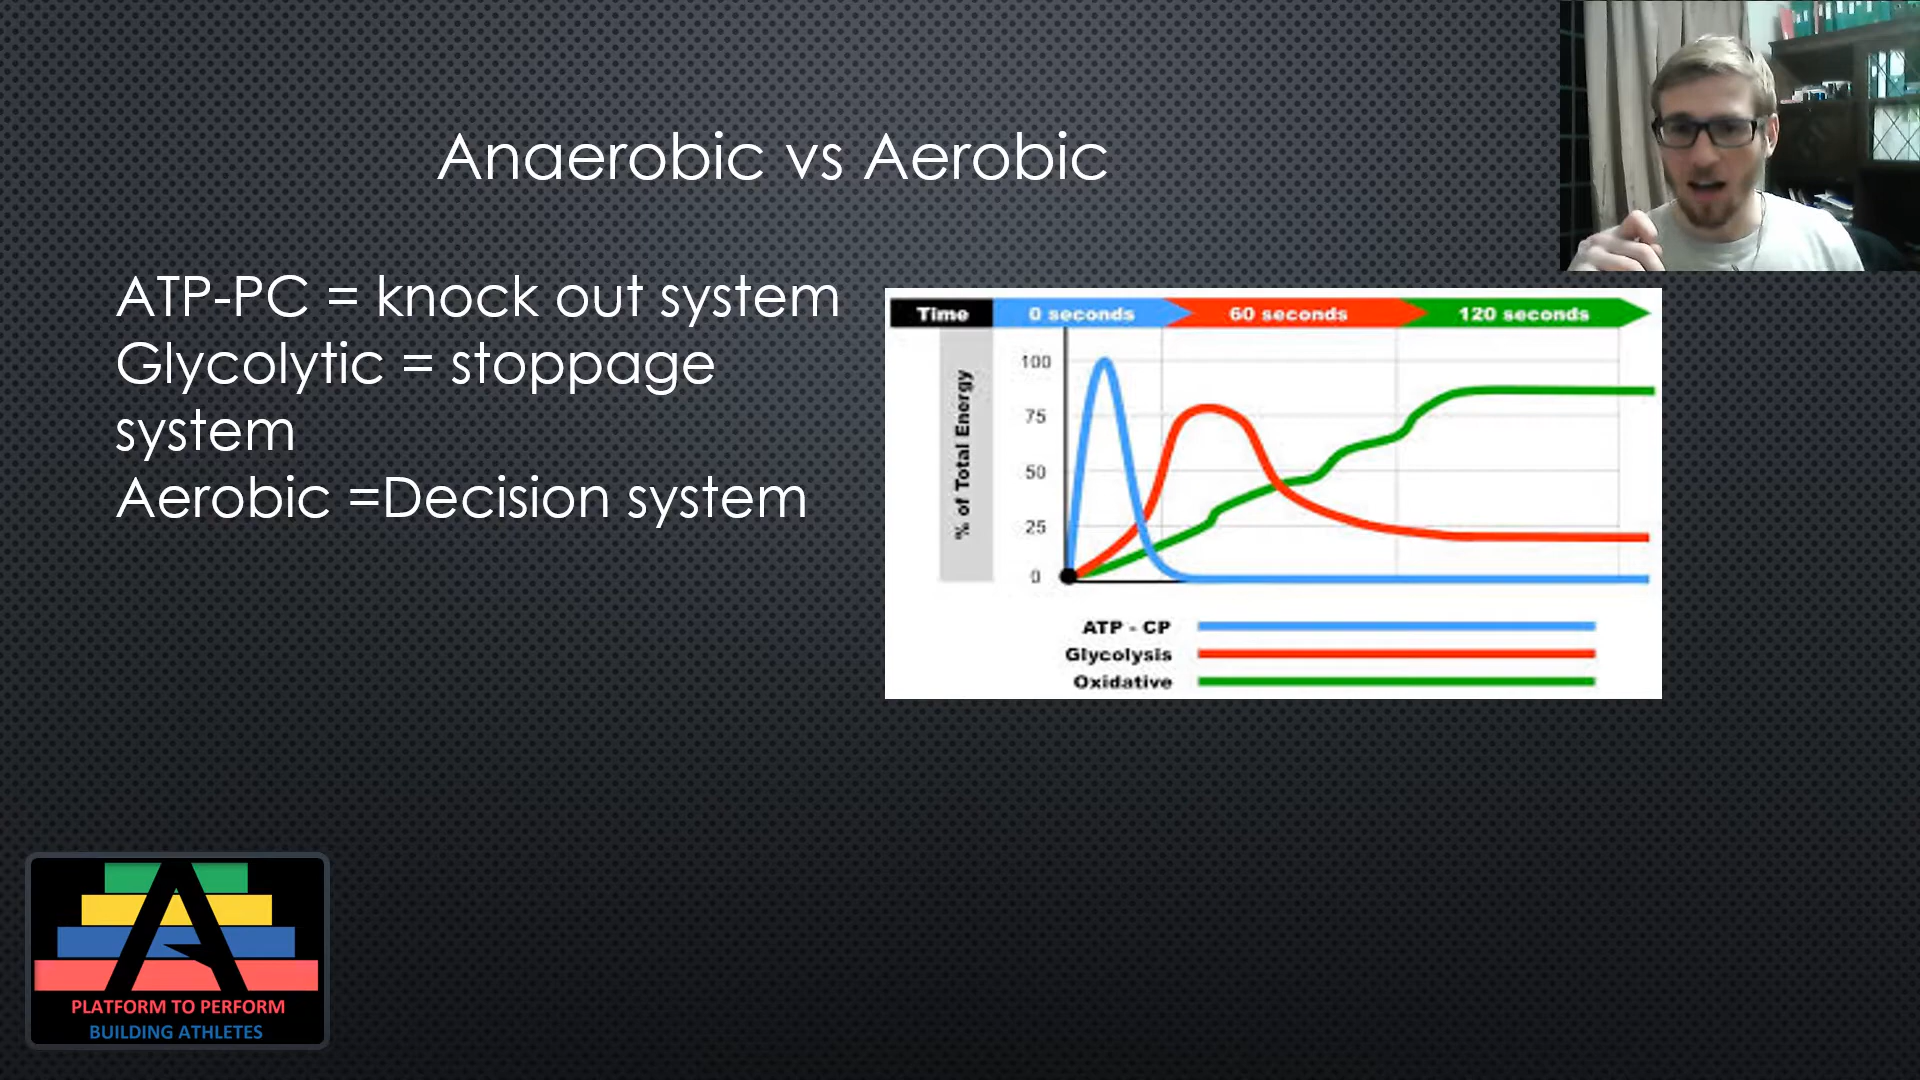 Anaerobic vs Aerobic
ATP-PC = knock out system
Glycolytic = stoppage
system
Aerobic =Decision system
Time 0 seconds 60 seconds 120 seconds
% of Total Energy
100
75
50
25
0
ATP - CP
Glycolysis
Oxidative
PLATFORM TO PERFORM
BUILDING ATHLETES